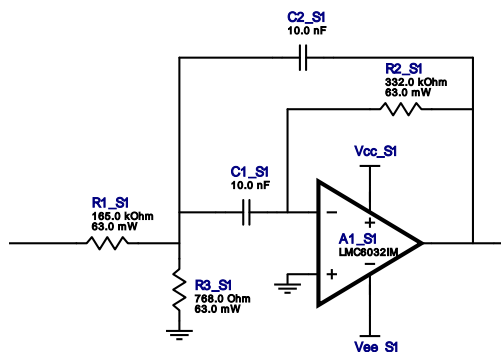 C2_S1
10.0 nF
R2_S1
332.0 kOhm
63.0 mW
Vcc_S1
C1_S1
10.0 nF
R1_S1
165.0 kOhm
63.0 mW
A1_S1
LMC6032IM
R3_S1
768.0 Ohm
63.0 mW
Vee_S1